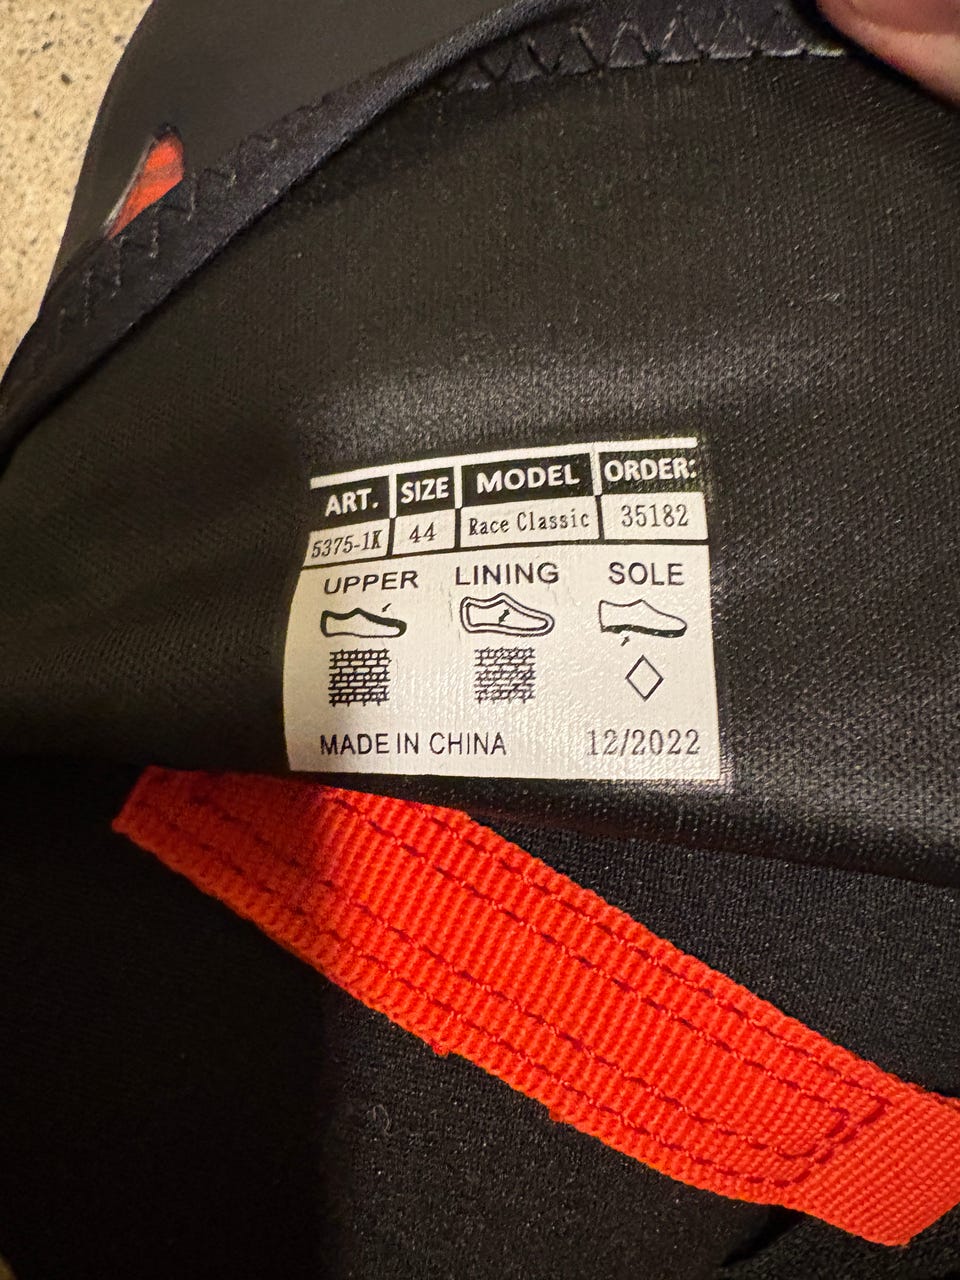 ART. SIZE MODEL ORDER:
5375-1K 44 Race Classic 35182
UPPER LINING SOLE
MADE IN CHINA 12/2022